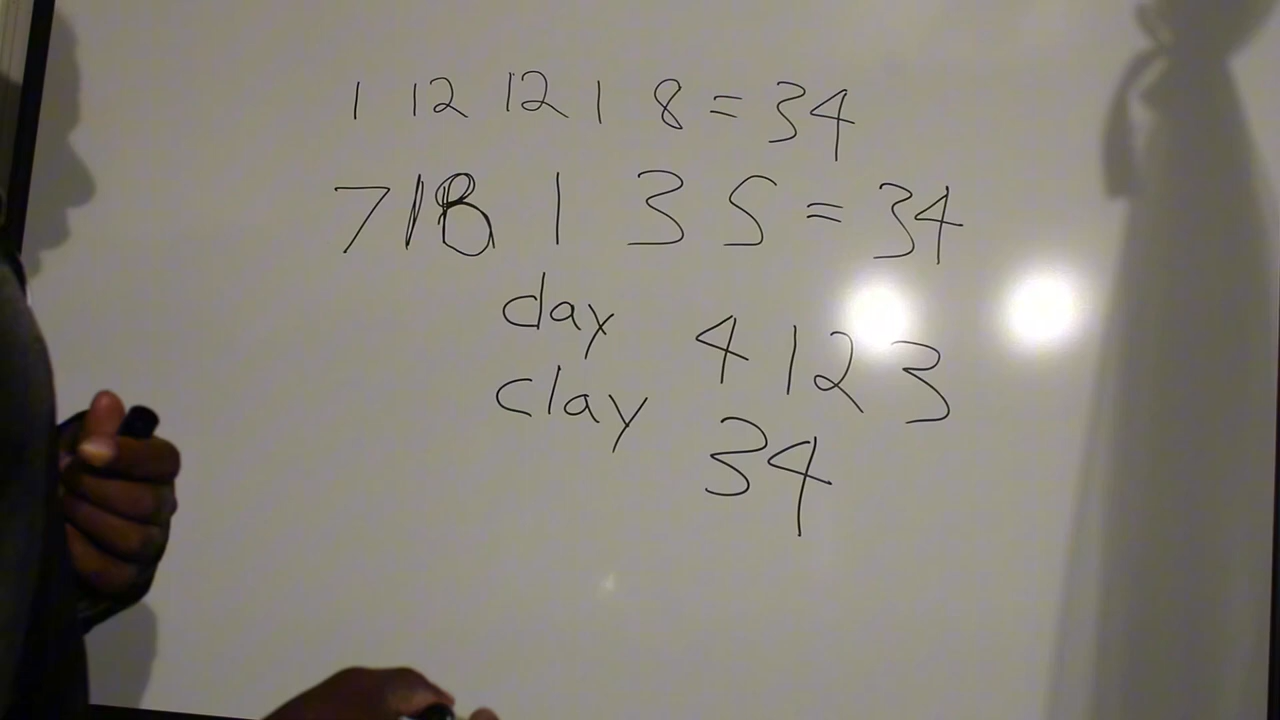 1 12 12 1 8 = 34
7 18 1 3 5 = 34
day 4 12 3
clay 34